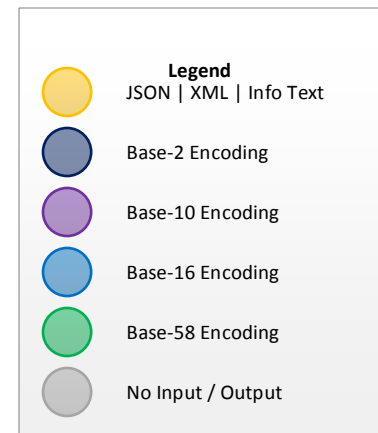 Legend
JSON | XML | Info Text
Base-2 Encoding
Base-10 Encoding
Base-16 Encoding
Base-58 Encoding
No Input / Output